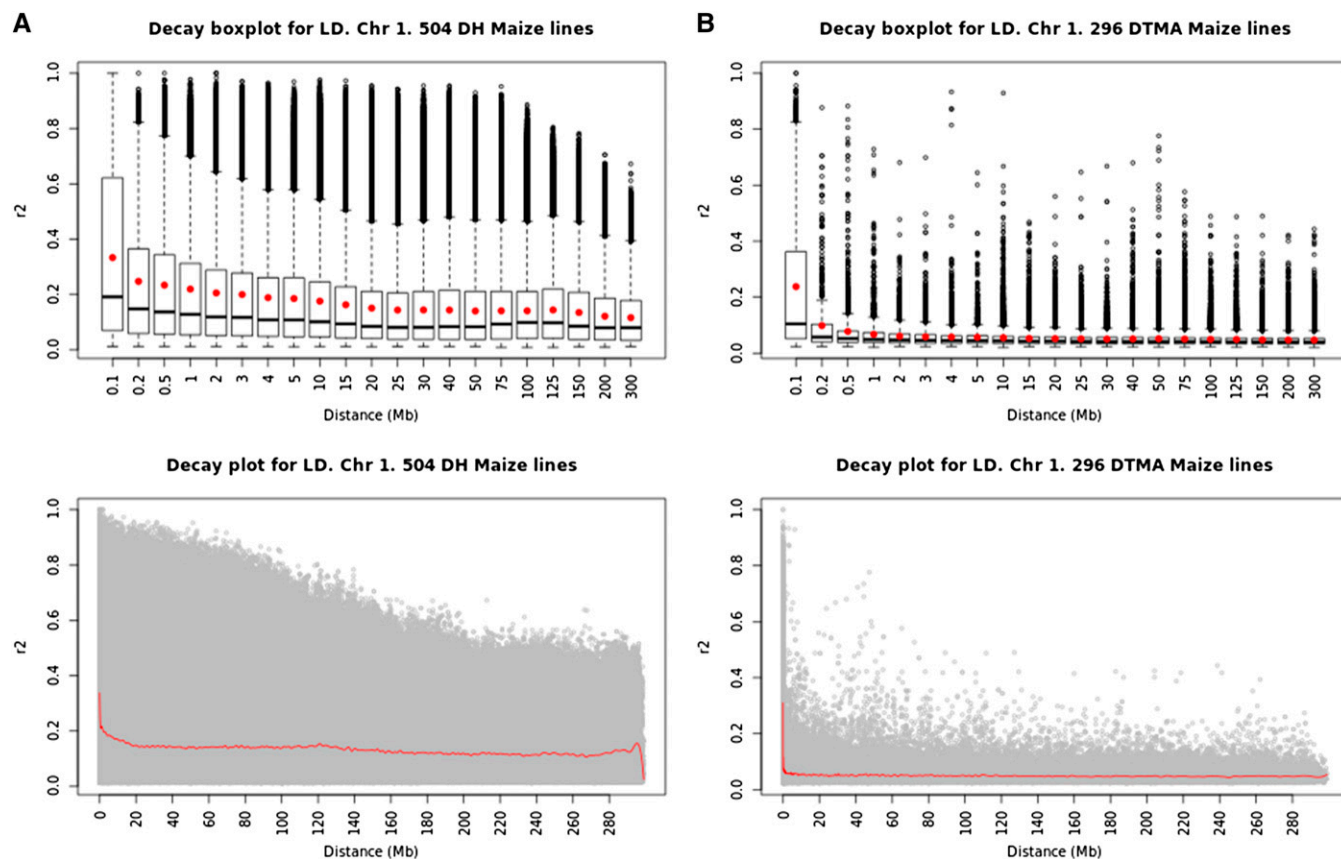 A
Decay boxplot for LD. Chr 1. 504 DH Maize lines
r2
0.0 0.2 0.4 0.6 0.8 1.0
0.1 0.2 0.5 1 2 3 4 5 10 15 20 25 30 40 50 75 100 125 150 200 300
Distance (Mb)
B
Decay boxplot for LD. Chr 1. 296 DTMA Maize lines
r2
0.0 0.2 0.4 0.6 0.8 1.0
0.1 0.2 0.5 1 2 3 4 5 10 15 20 25 30 40 50 75 100 125 150 200 300
Distance (Mb)
Decay plot for LD. Chr 1. 504 DH Maize lines
r2
0.0 0.2 0.4 0.6 0.8 1.0
0 20 40 60 80 100 120 140 160 180 200 220 240 260 280
Distance (Mb)
Decay plot for LD. Chr 1. 296 DTMA Maize lines
r2
0.0 0.2 0.4 0.6 0.8 1.0
0 20 40 60 80 100 120 140 160 180 200 220 240 260 280
Distance (Mb)